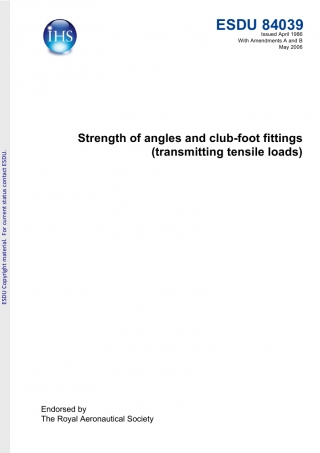 IHS
ESDU 84039
Issued April 1986
With Amendments A and B
May 2006
Strength of angles and club-foot fittings
(transmitting tensile loads)
ESDU Copyright material. For current status contact ESDU.
Endorsed by
The Royal Aeronautical Society